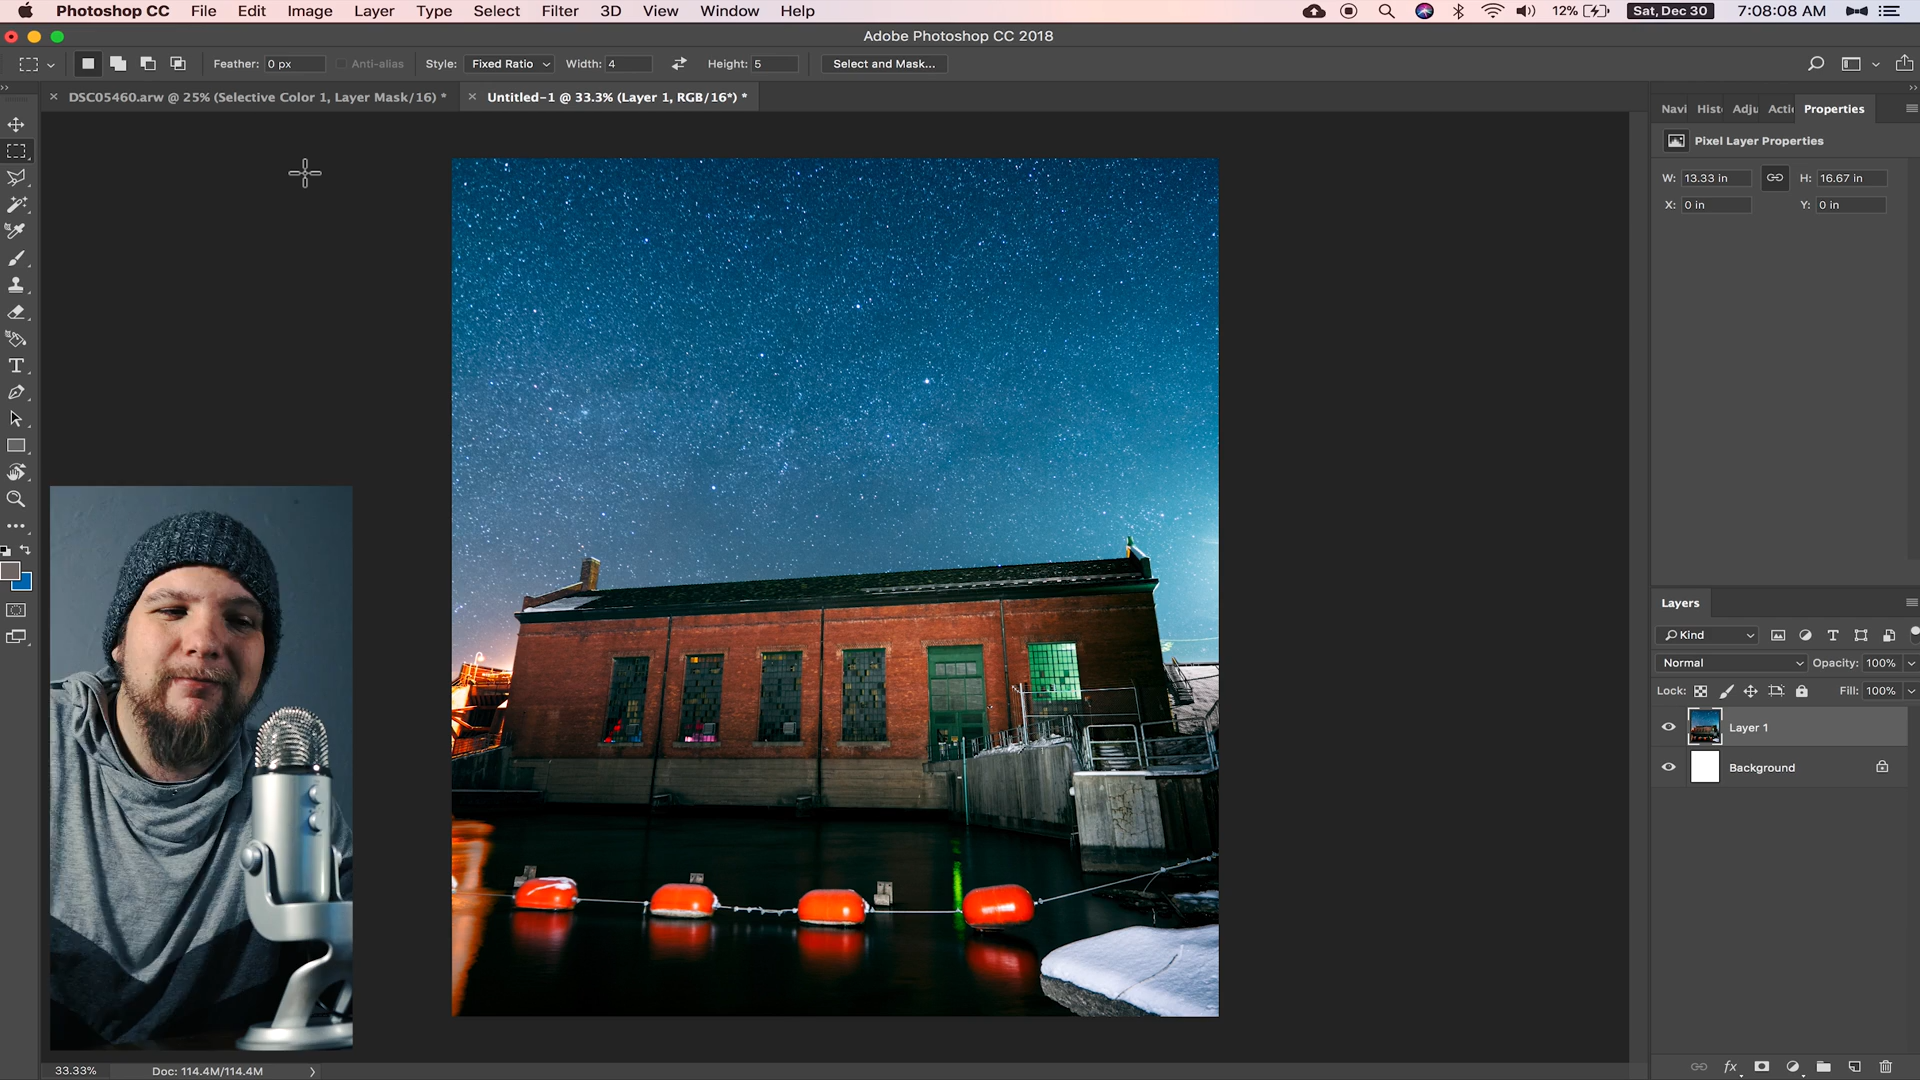 Photoshop CC File Edit Image Layer Type Select Filter 3D View Window Help 12% Sat, Dec 30 7:08:08 AM
Adobe Photoshop CC 2018
Feather: 0 px Anti-alias Style: Fixed Ratio Width: 4 Height: 5 Select and Mask...
DSC05460.arw @ 25% (Selective Color 1, Layer Mask/16) * Untitled-1 @ 33.3% (Layer 1, RGB/16*) *
Navi Hist Adju Acti Properties
Pixel Layer Properties
W: 13.33 in H: 16.67 in
X: 0 in Y: 0 in
Layers
Kind
Normal Opacity: 100%
Lock: Fill: 100%
Layer 1
Background
33.33% Doc: 114.4M/114.4M
fx